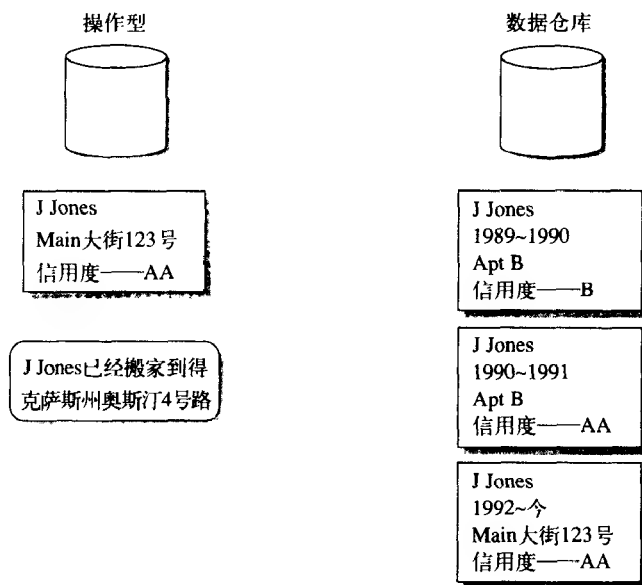 操作型
数据仓库
J Jones
Main大街123号
信用度——AA
J Jones已经搬家到得
克萨斯州奥斯汀4号路
J Jones
1989~1990
Apt B
信用度——B
J Jones
1990~1991
Apt B
信用度——AA
J Jones
1992~今
Main大街123号
信用度——AA